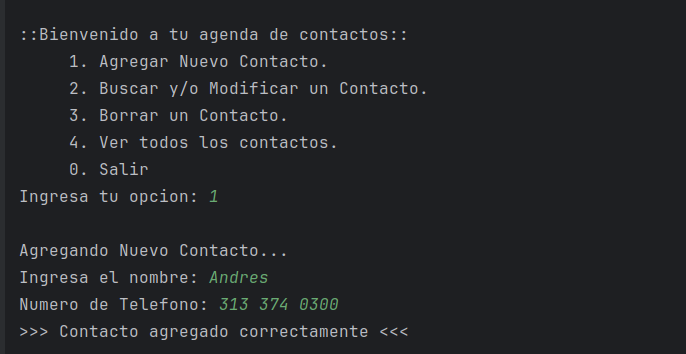 ::Bienvenido a tu agenda de contactos::
1. Agregar Nuevo Contacto.
2. Buscar y/o Modificar un Contacto.
3. Borrar un Contacto.
4. Ver todos los contactos.
0. Salir
Ingresa tu opcion: 1
Agregando Nuevo Contacto...
Ingresa el nombre: Andres
Numero de Telefono: 313 374 0300
>>> Contacto agregado correctamente <<<